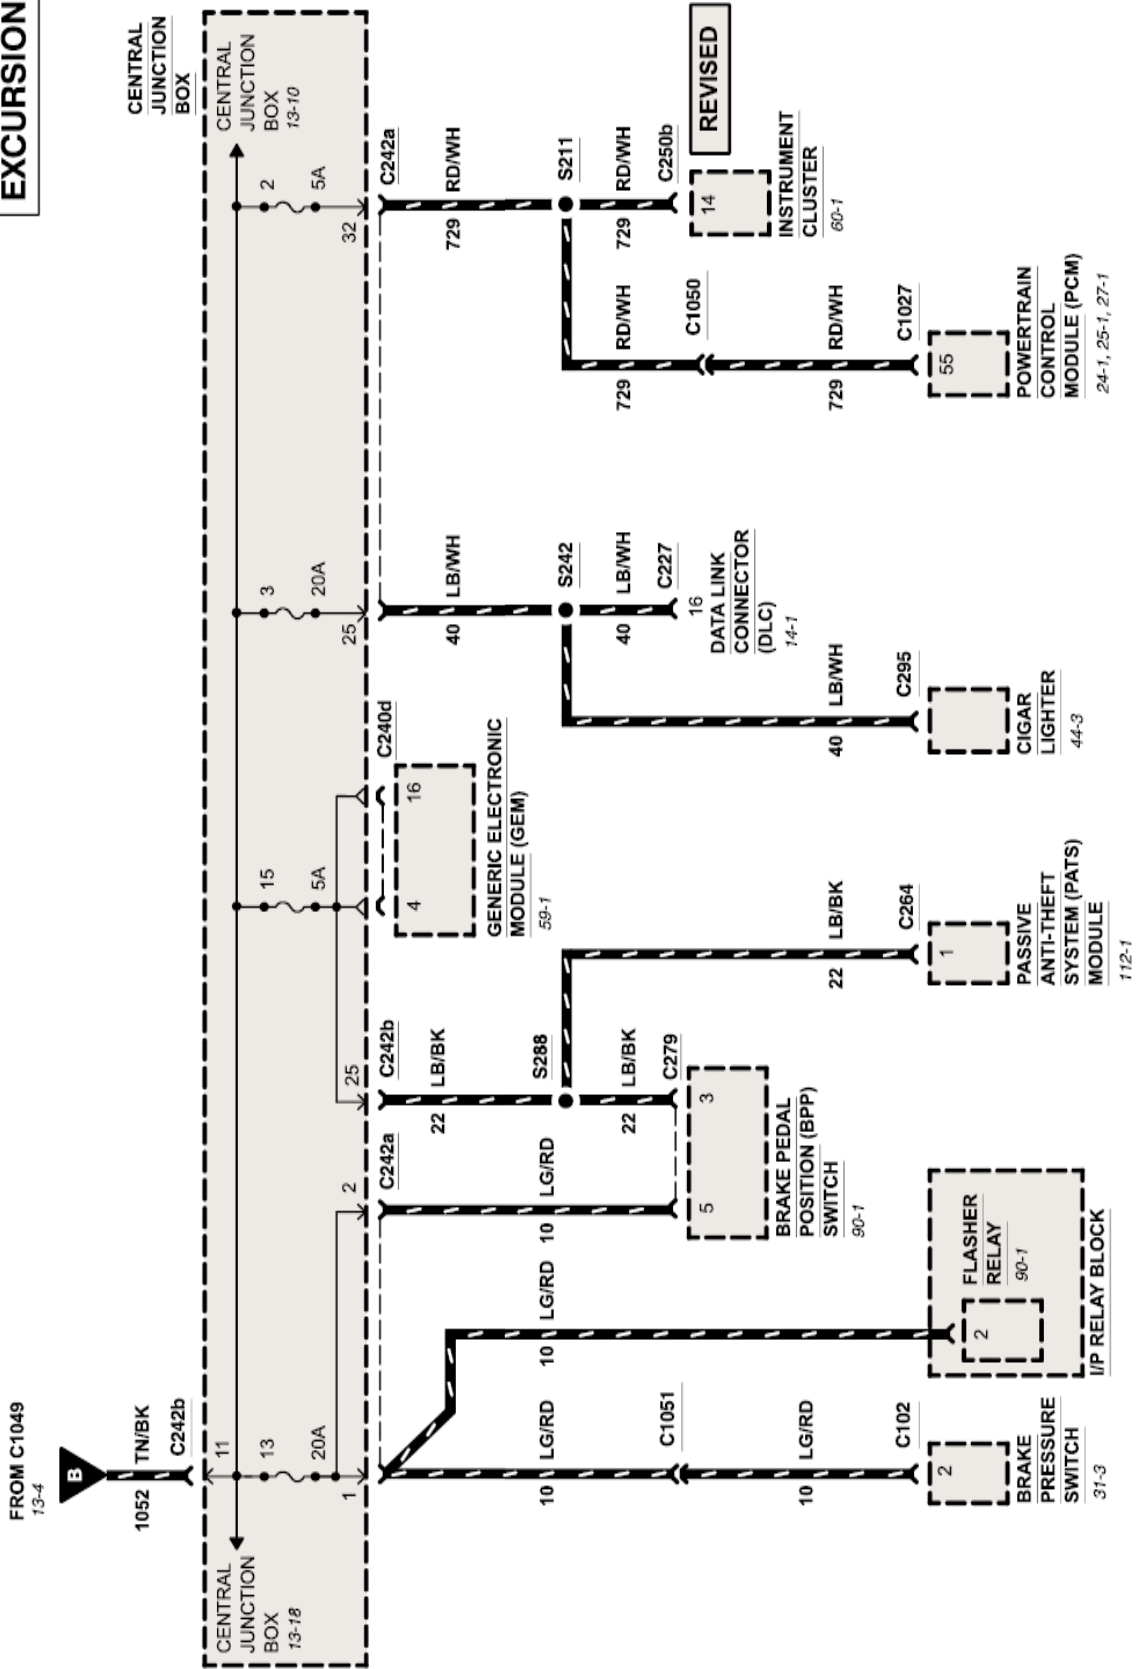 EXCURSION
FROM C1049
13-4
B
1052
TN/BK
C242b
CENTRAL
JUNCTION
BOX
CENTRAL
JUNCTION
BOX
13-18
11
13
20A
1
2
15
5A
25
3
20A
25
2
5A
32
CENTRAL
JUNCTION
BOX
13-10
C242a
C242b
C240d
C242a
4
16
GENERIC ELECTRONIC
MODULE (GEM)
59-1
10
LG/RD
10
LG/RD
10
LG/RD
22
LB/BK
S288
22
LB/BK
C279
40
LB/WH
S242
40
LB/WH
C227
729
RD/WH
S211
729
RD/WH
C250b
729
RD/WH
C1050
C1051
5
3
BRAKE PEDAL
POSITION (BPP)
SWITCH
90-1
16
DATA LINK
CONNECTOR
(DLC)
14-1
14
INSTRUMENT
CLUSTER
60-1
REVISED
10
LG/RD
C102
22
LB/BK
C264
40
LB/WH
C295
729
RD/WH
C1027
2
BRAKE
PRESSURE
SWITCH
31-3
2
FLASHER
RELAY
90-1
I/P RELAY BLOCK
1
PASSIVE
ANTI-THEFT
SYSTEM (PATS)
MODULE
112-1
CIGAR
LIGHTER
44-3
55
POWERTRAIN
CONTROL
MODULE (PCM)
24-1, 25-1, 27-1